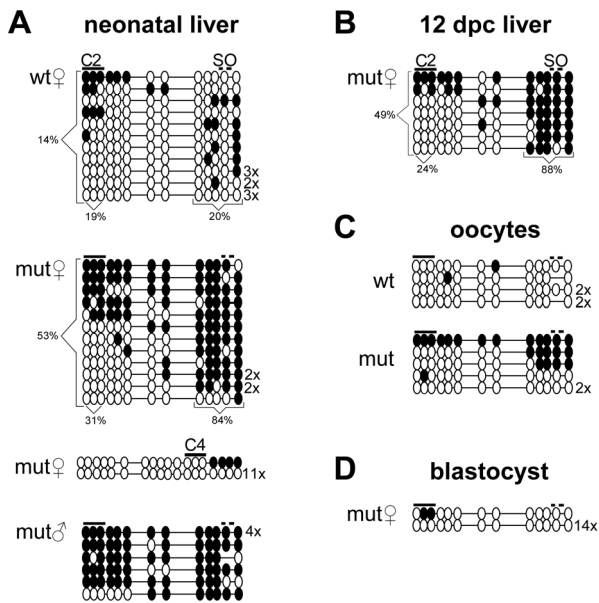 A neonatal liver
C2 SO
wt♀
14%
3x
2x
3x
19% 20%
mut♀
53%
2x
2x
31% 84%
C4
mut♀
11x
mut♂ 4x
B 12 dpc liver
C2 SO
mut♀
49%
24% 88%
C oocytes
wt
2x
2x
mut
2x
D blastocyst
mut♀
14x